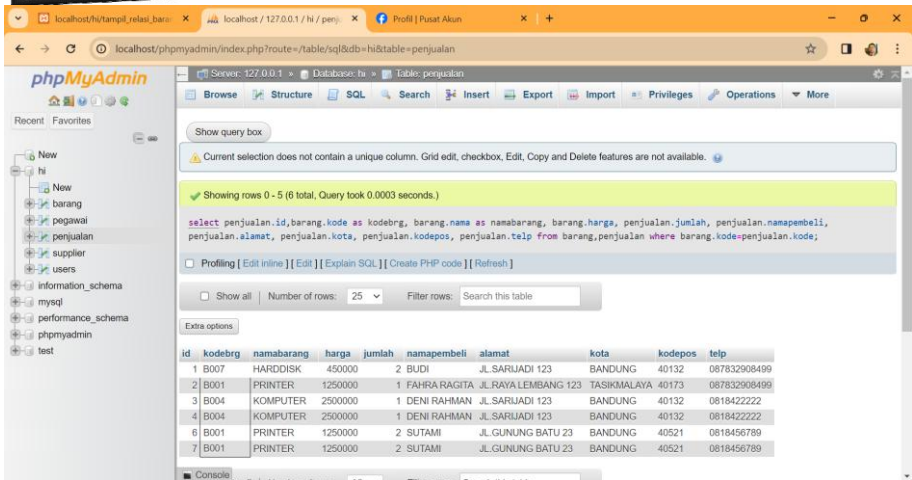 localhost/hi/tampil_relasi_baran
localhost / 127.0.0.1 / hi / penju
Profil | Pusat Akun
localhost/phpmyadmin/index.php?route=/table/sql&db=hi&table=penjualan
phpMyAdmin
Recent Favorites
New
hi
New
barang
pegawai
penjualan
supplier
users
information_schema
mysql
performance_schema
phpmyadmin
test
Server: 127.0.0.1 » Database: hi » Table: penjualan
Browse Structure SQL Search Insert Export Import Privileges Operations More
Show query box
Current selection does not contain a unique column. Grid edit, checkbox, Edit, Copy and Delete features are not available.
Showing rows 0 - 5 (6 total, Query took 0.0003 seconds.)
select penjualan.id,barang.kode as kodebrg, barang.nama as namabarang, barang.harga, penjualan.jumlah, penjualan.namapembeli,
penjualan.alamat, penjualan.kota, penjualan.kodepos, penjualan.telp from barang,penjualan where barang.kode=penjualan.kode;
Profiling [ Edit inline ] [ Edit ] [ Explain SQL ] [ Create PHP code ] [ Refresh ]
Show all | Number of rows: 25 Filter rows: Search this table
Extra options
id kodebrg namabarang harga jumlah namapembeli alamat kota kodepos telp
1 B007 HARDDISK 450000 2 BUDI JL.SARIJADI 123 BANDUNG 40132 087832908499
2 B001 PRINTER 1250000 1 FAHRA RAGITA JL.RAYA LEMBANG 123 TASIKMALAYA 40173 087832908499
3 B004 KOMPUTER 2500000 1 DENI RAHMAN JL.SARIJADI 123 BANDUNG 40132 0818422222
4 B004 KOMPUTER 2500000 1 DENI RAHMAN JL.SARIJADI 123 BANDUNG 40132 0818422222
6 B001 PRINTER 1250000 2 SUTAMI JL.GUNUNG BATU 23 BANDUNG 40521 0818456789
7 B001 PRINTER 1250000 2 SUTAMI JL.GUNUNG BATU 23 BANDUNG 40521 0818456789
Console